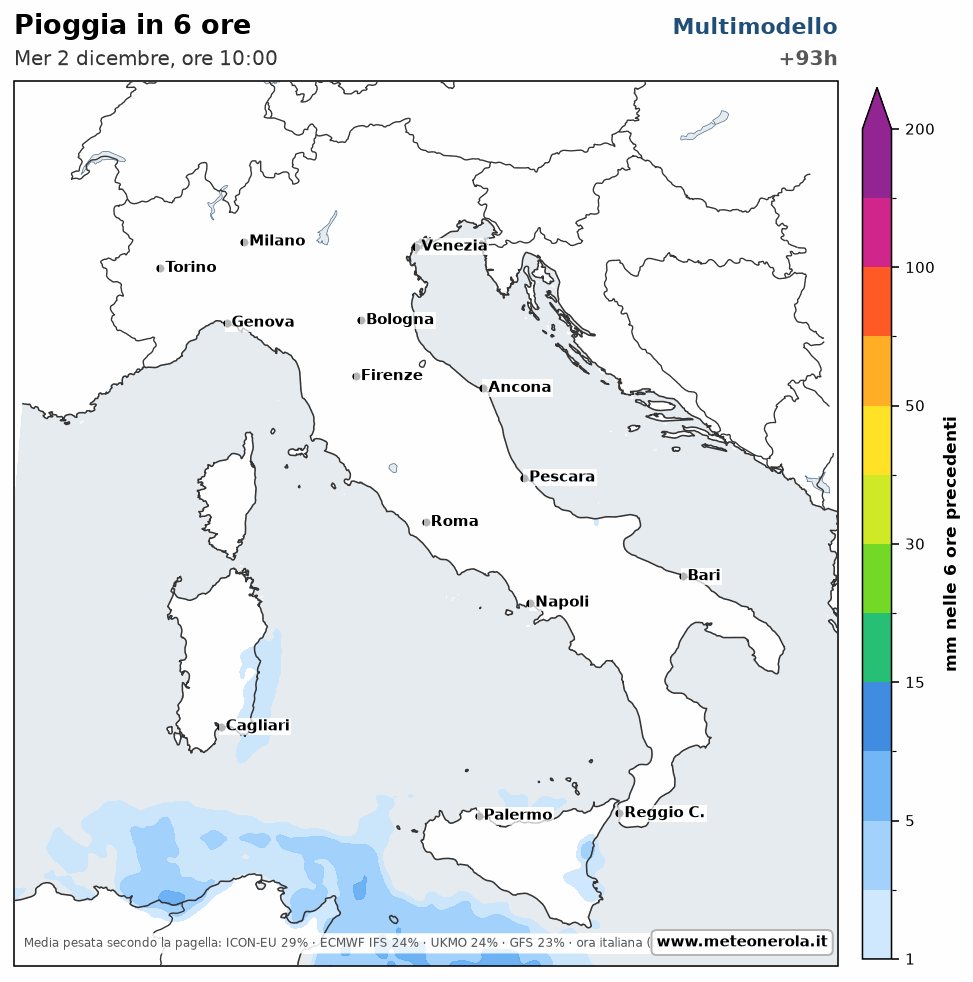 Pioggia in 6 ore
Multimodello
Mer 2 dicembre, ore 10:00
+93h
Milano
Venezia
Torino
Genova
Bologna
Firenze
Ancona
Pescara
Roma
Bari
Napoli
Cagliari
Palermo
Reggio C.
200
100
50
30
15
5
1
mm nelle 6 ore precedenti
Media pesata secondo la pagella: ICON-EU 29% · ECMWF IFS 24% · UKMO 24% · GFS 23% · ora italiana (
www.meteonerola.it